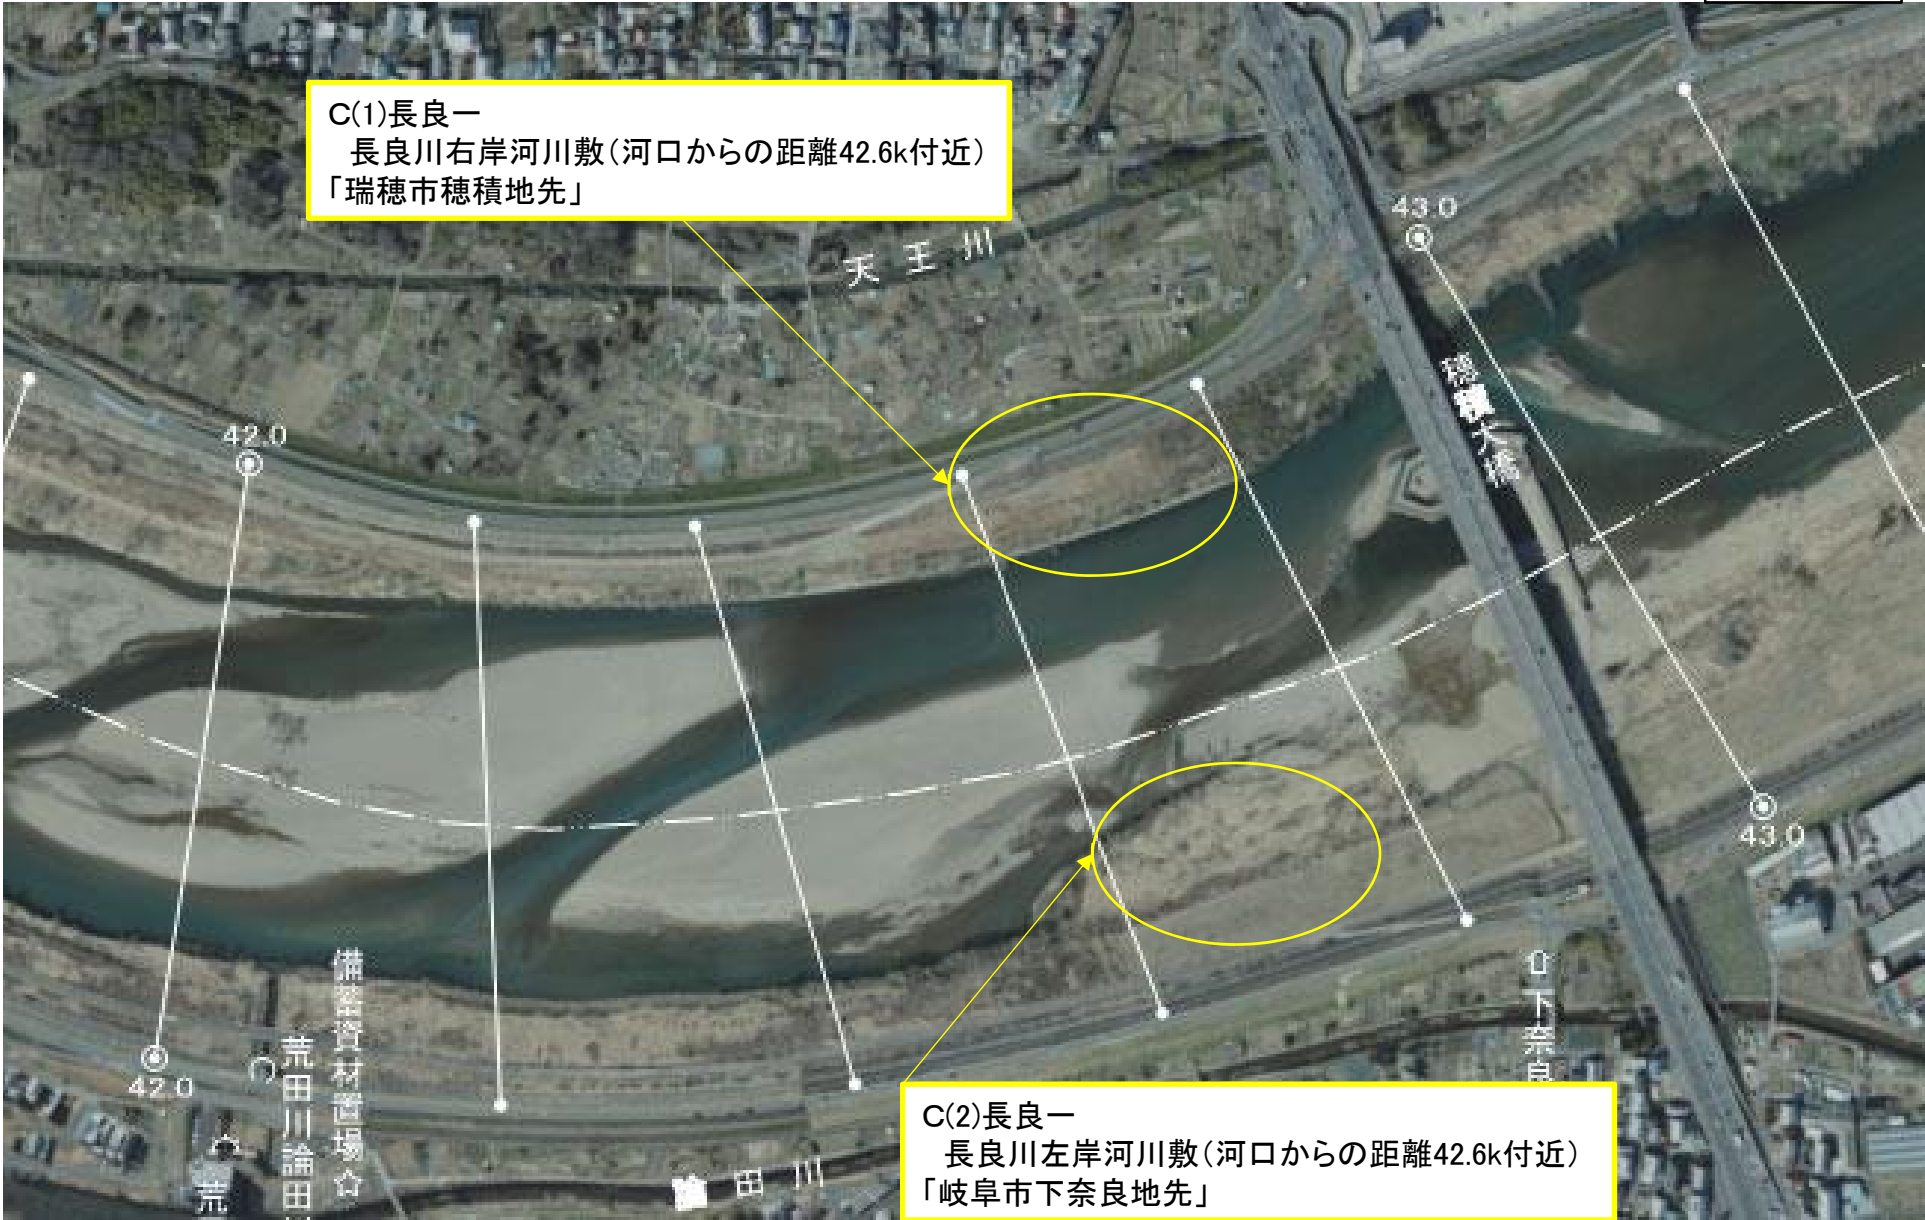 C(1)長良一
長良川右岸河川敷(河口からの距離42.6k付近)
「瑞穂市穂積地先」
天王川
43.0
穂積大橋
42.0
43.0
42.0
備蓄資材置場☆
荒田川論田川
荒
田川
⇧下奈良
C(2)長良一
長良川左岸河川敷(河口からの距離42.6k付近)
「岐阜市下奈良地先」